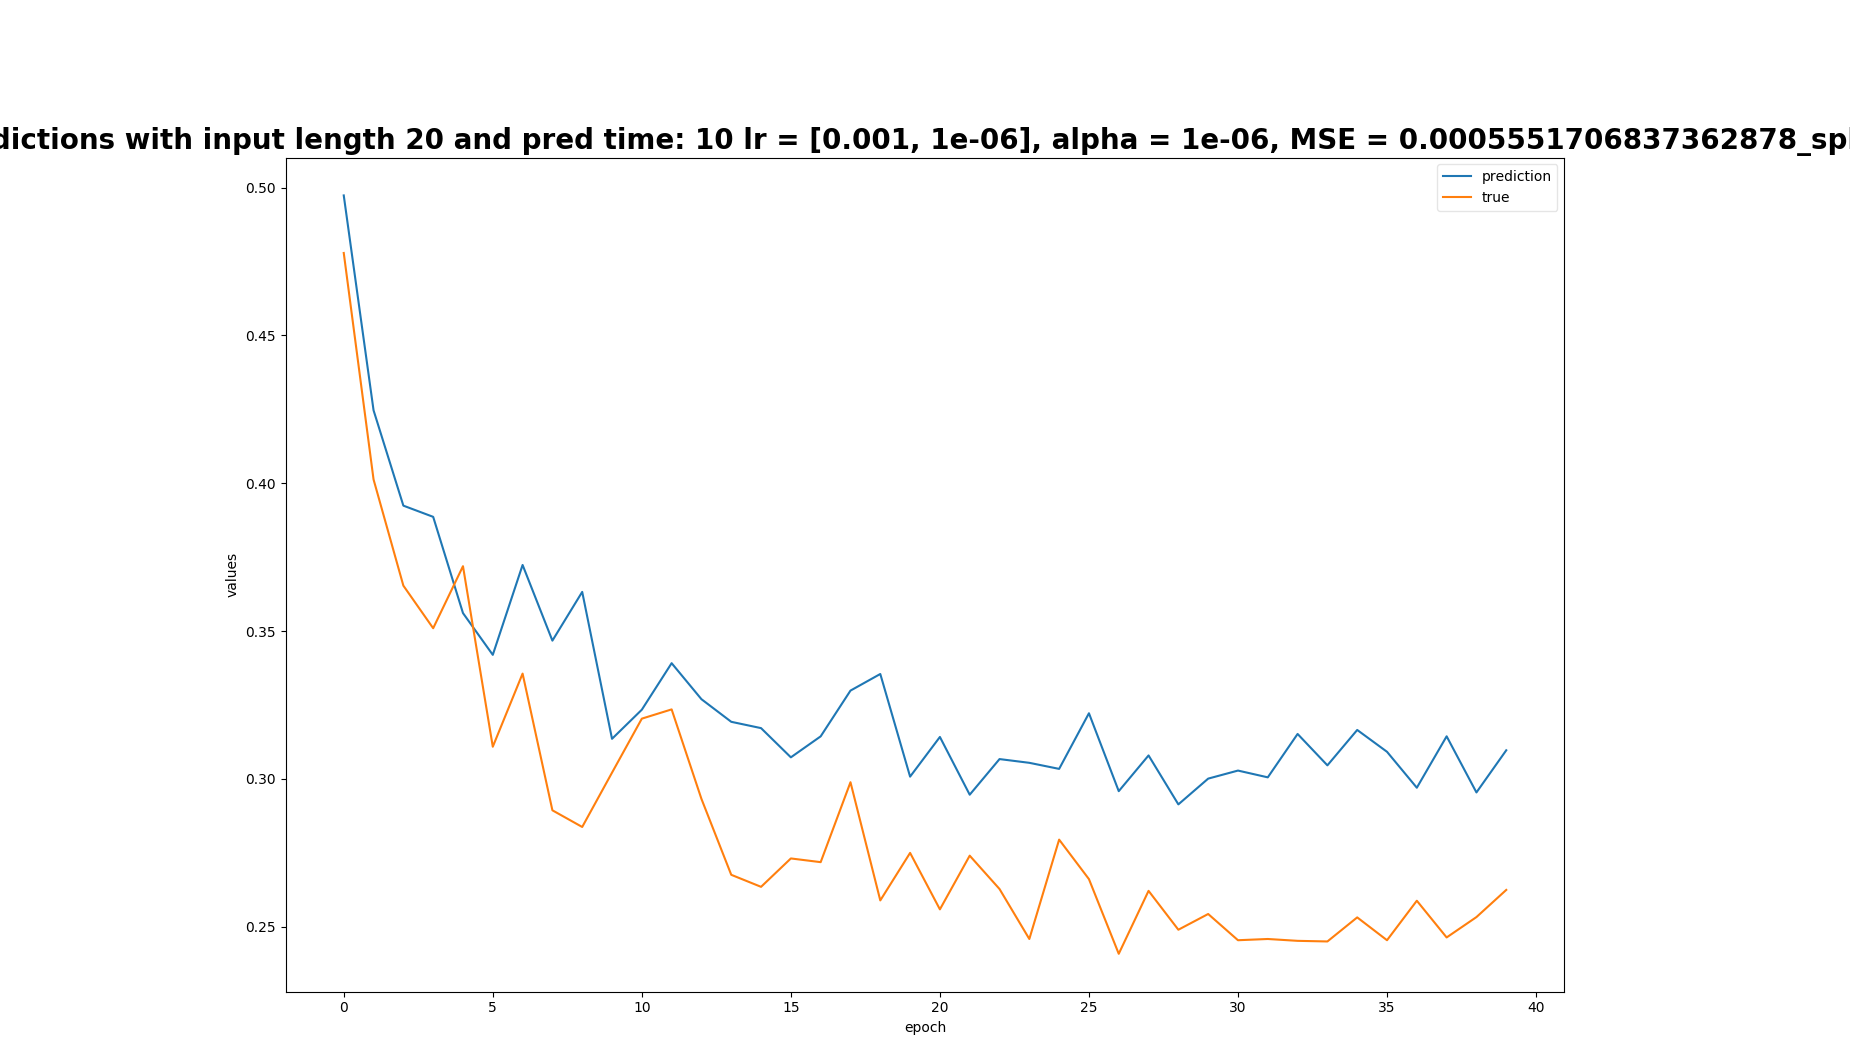 dictions with input length 20 and pred time: 10 lr = [0.001, 1e-06], alpha = 1e-06, MSE = 0.0005551706837362878_spl
prediction
true
0.50
0.45
0.40
0.35
0.30
0.25
values
0 5 10 15 20 25 30 35 40
epoch